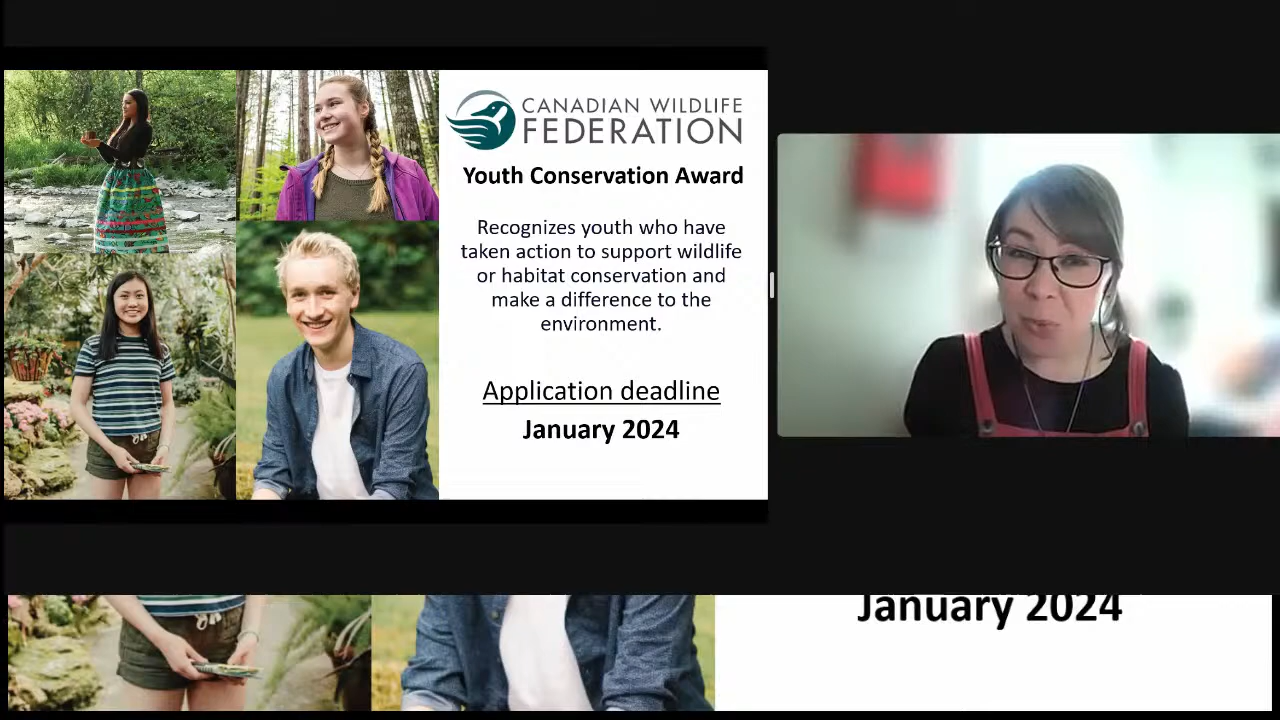 CANADIAN WILDLIFE
FEDERATION
Youth Conservation Award
Recognizes youth who have
taken action to support wildlife
or habitat conservation and
make a difference to the
environment.
Application deadline
January 2024
January 2024